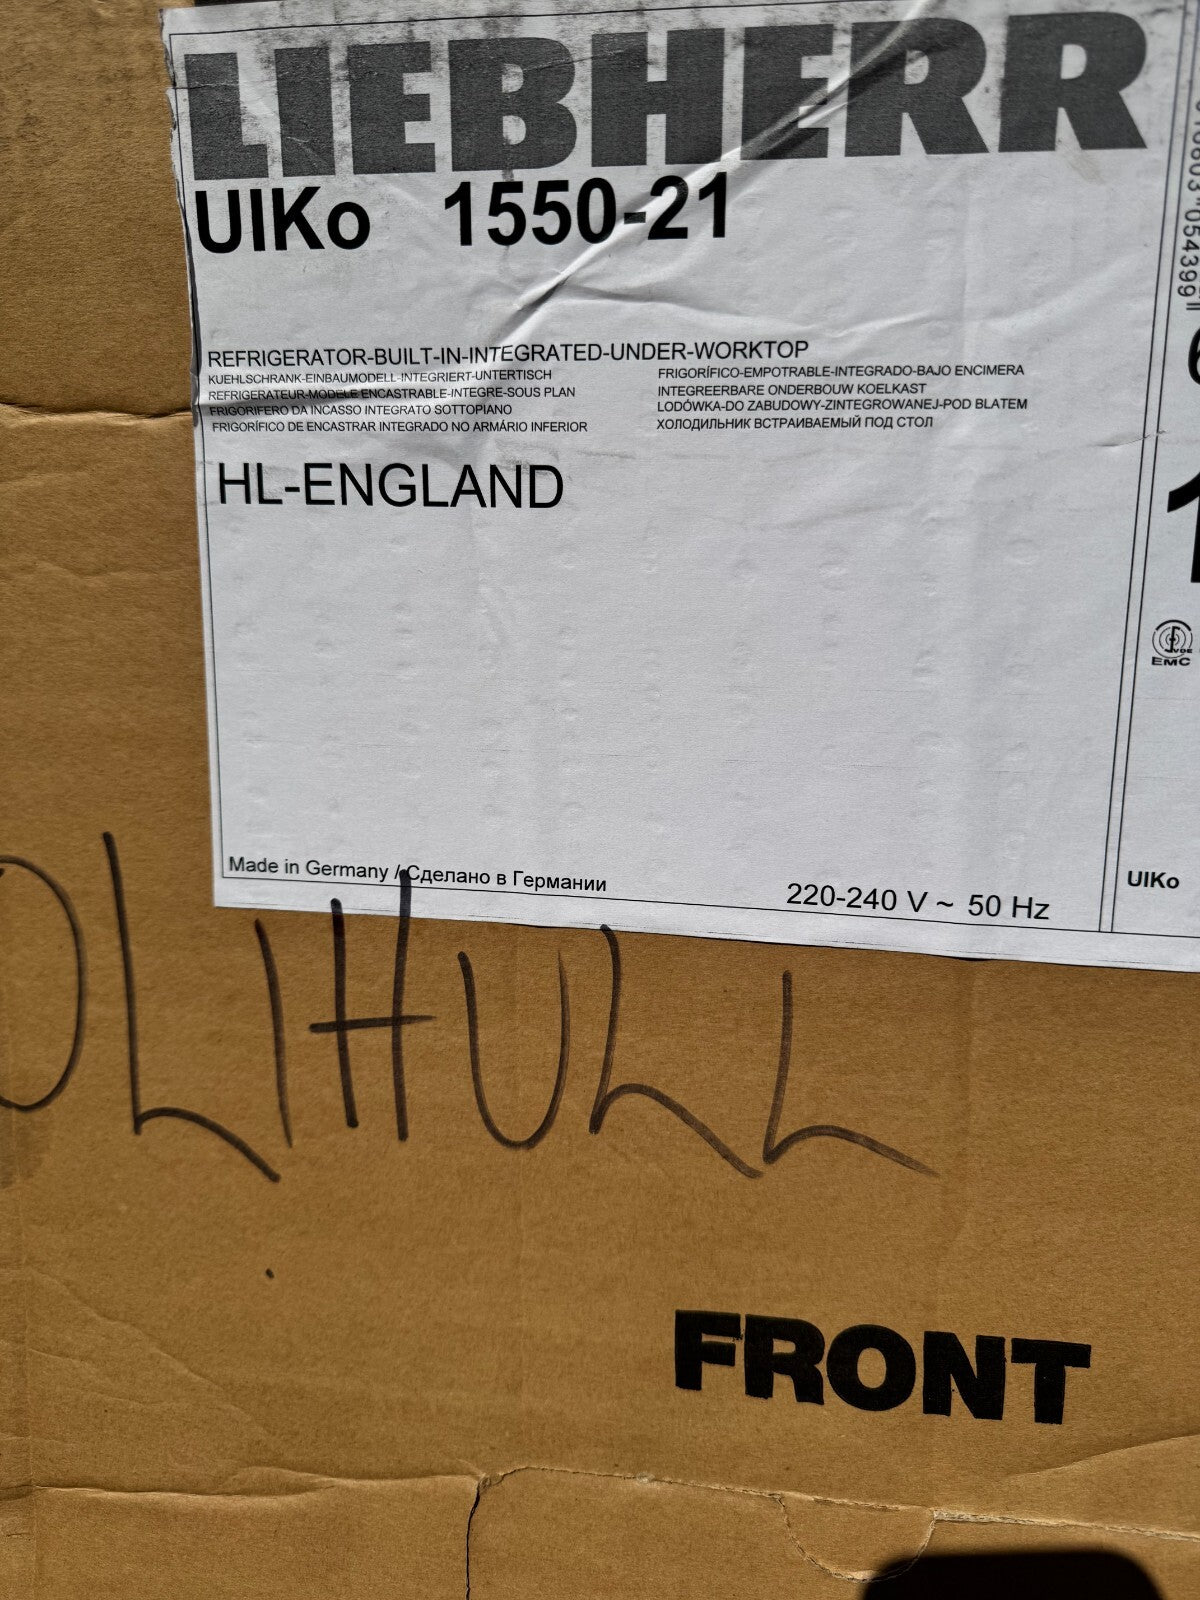 LIEBHERR
UIKo 1550-21
REFRIGERATOR-BUILT-IN-INTEGRATED-UNDER-WORKTOP
KUEHLSCHRANK-EINBAUMODELL-INTEGRIERT-UNTERTISCH
REFRIGERATEUR-MODELE ENCASTRABLE-INTEGRE-SOUS PLAN
FRIGORIFERO DA INCASSO INTEGRATO SOTTOPIANO
FRIGORÍFICO DE ENCASTRAR INTEGRADO NO ARMÁRIO INFERIOR
FRIGORÍFICO-EMPOTRABLE-INTEGRADO-BAJO ENCIMERA
INTEGREERBARE ONDERBOUW KOELKAST
LODÓWKA-DO ZABUDOWY-ZINTEGROWANEJ-POD BLATEM
ХОЛОДИЛЬНИК ВСТРАИВАЕМЫЙ ПОД СТОЛ
HL-ENGLAND
Made in Germany / Сделано в Германии
220-240 V ~ 50 Hz
054399
VDE
EMC
UIKo
OLIHULL
FRONT